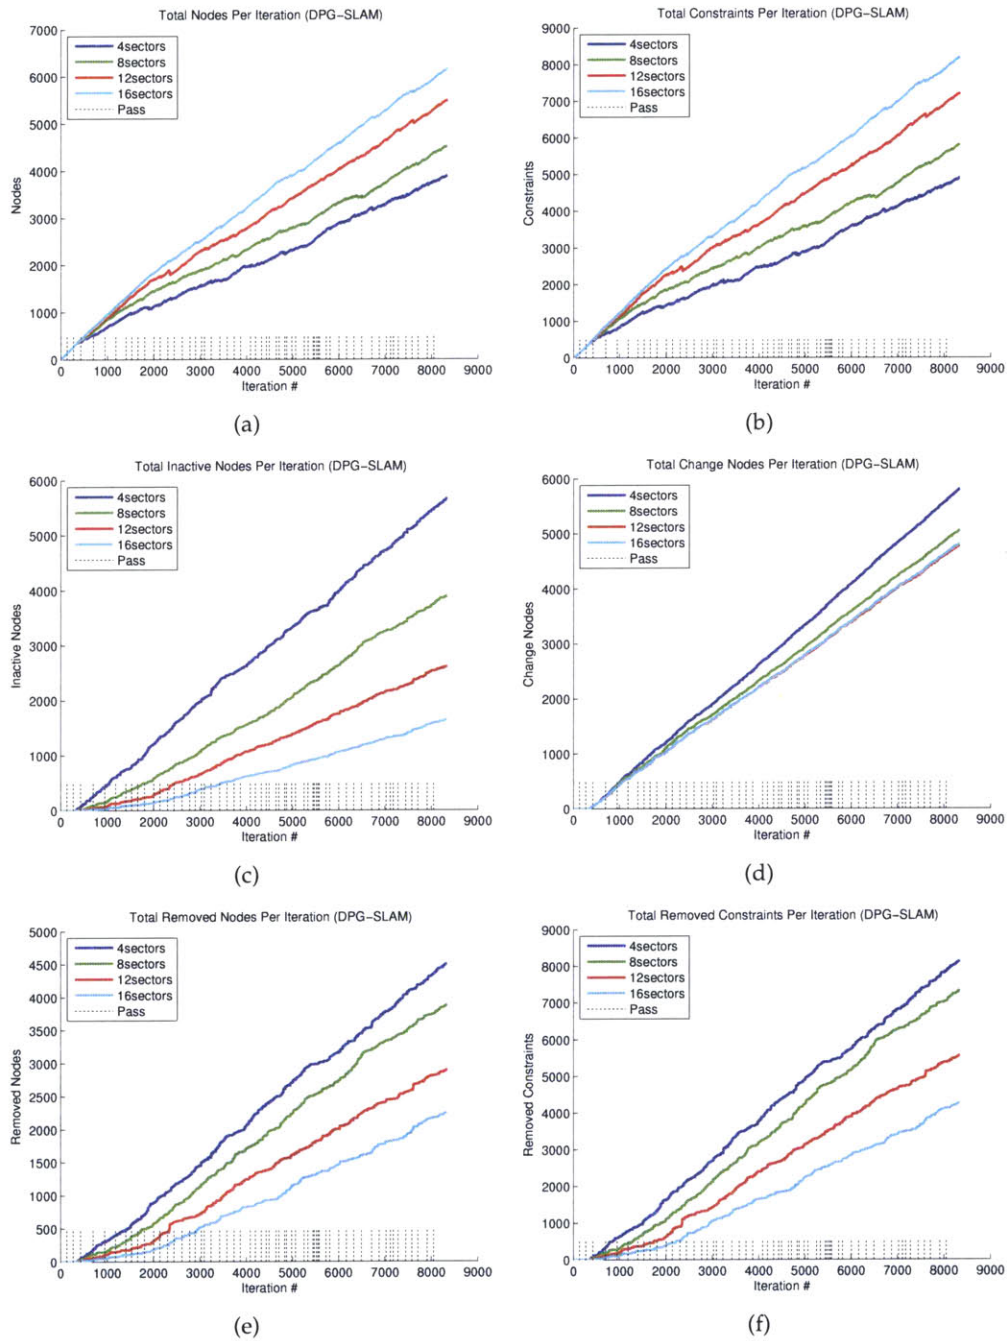 Total Nodes Per Iteration (DPG-SLAM)
7000
6000
5000
4000
3000
2000
1000
0
Nodes
4sectors
8sectors
12sectors
16sectors
Pass
0 1000 2000 3000 4000 5000 6000 7000 8000 9000
Iteration #
(a)
Total Constraints Per Iteration (DPG-SLAM)
9000
8000
7000
6000
5000
4000
3000
2000
1000
0
Constraints
4sectors
8sectors
12sectors
16sectors
Pass
0 1000 2000 3000 4000 5000 6000 7000 8000 9000
Iteration #
(b)
Total Inactive Nodes Per Iteration (DPG-SLAM)
6000
5000
4000
3000
2000
1000
0
Inactive Nodes
4sectors
8sectors
12sectors
16sectors
Pass
0 1000 2000 3000 4000 5000 6000 7000 8000 9000
Iteration #
(c)
Total Change Nodes Per Iteration (DPG-SLAM)
6000
5000
4000
3000
2000
1000
0
Change Nodes
4sectors
8sectors
12sectors
16sectors
Pass
0 1000 2000 3000 4000 5000 6000 7000 8000 9000
Iteration #
(d)
Total Removed Nodes Per Iteration (DPG-SLAM)
5000
4500
4000
3500
3000
2500
2000
1500
1000
500
0
Removed Nodes
4sectors
8sectors
12sectors
16sectors
Pass
0 1000 2000 3000 4000 5000 6000 7000 8000 9000
Iteration #
(e)
Total Removed Constraints Per Iteration (DPG-SLAM)
9000
8000
7000
6000
5000
4000
3000
2000
1000
0
Removed Constraints
4sectors
8sectors
12sectors
16sectors
Pass
0 1000 2000 3000 4000 5000 6000 7000 8000 9000
Iteration #
(f)